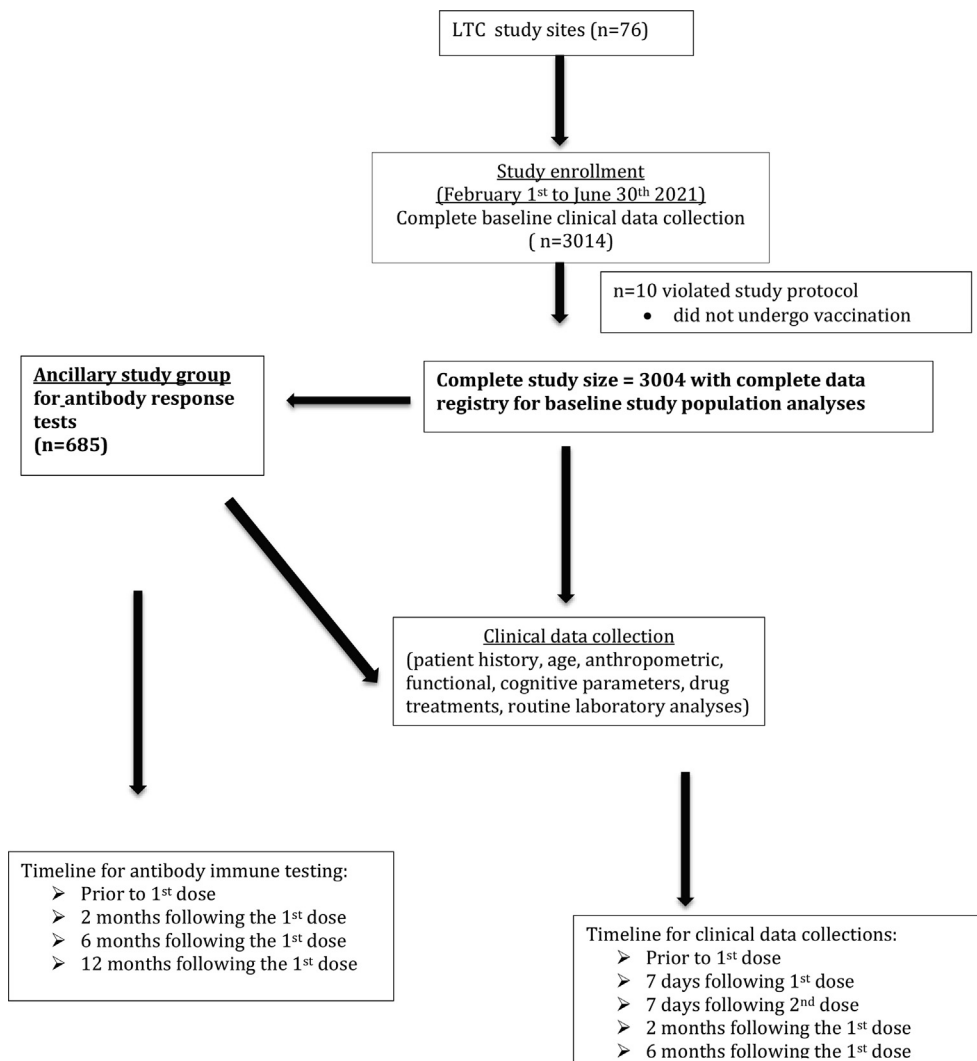 LTC study sites (n=76)
Study enrollment
(February 1st to June 30th 2021)
Complete baseline clinical data collection
( n=3014)
n=10 violated study protocol
• did not undergo vaccination
Ancillary study group
for antibody response
tests
(n=685)
Complete study size = 3004 with complete data
registry for baseline study population analyses
Clinical data collection
(patient history, age, anthropometric,
functional, cognitive parameters, drug
treatments, routine laboratory analyses)
Timeline for antibody immune testing:
➢ Prior to 1st dose
➢ 2 months following the 1st dose
➢ 6 months following the 1st dose
➢ 12 months following the 1st dose
Timeline for clinical data collections:
➢ Prior to 1st dose
➢ 7 days following 1st dose
➢ 7 days following 2nd dose
➢ 2 months following the 1st dose
➢ 6 months following the 1st dose